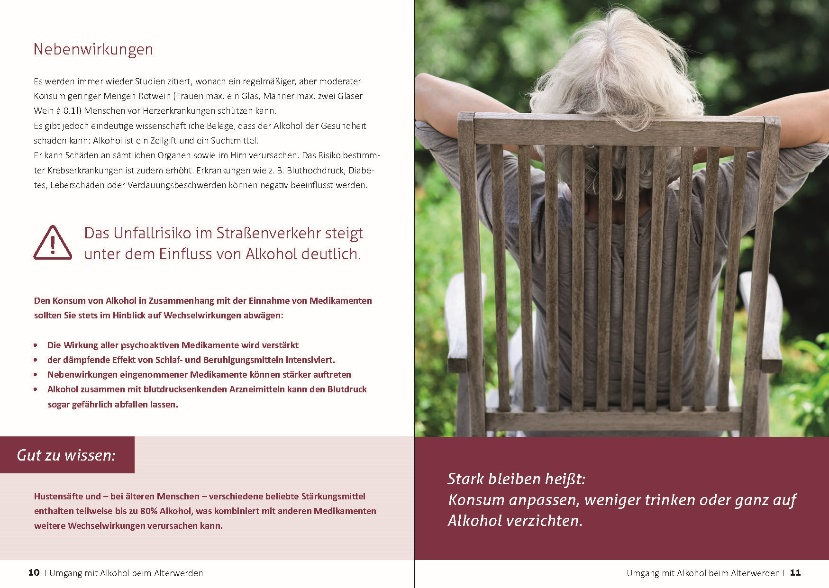 Nebenwirkungen
Es werden immer wieder Studien zitiert, wonach ein regelmäßiger, aber moderater
Konsum geringer Mengen Rotwein (Frauen max. ein Glas, Männer max. zwei Gläser
Wein à 0,1l) Menschen vor Herzerkrankungen schützen kann.
Es gibt jedoch eindeutige wissenschaftliche Belege, dass der Alkohol der Gesundheit
schaden kann: Alkohol ist ein Zellgift und ein Suchtmittel.
Er kann Schäden an sämtlichen Organen sowie im Hirn verursachen. Das Risiko bestimm-
ter Krebserkrankungen ist zudem erhöht. Erkrankungen wie z. B. Bluthochdruck, Diabe-
tes, Leberschäden oder Verdauungsbeschwerden können negativ beeinflusst werden.
Das Unfallrisiko im Straßenverkehr steigt
unter dem Einfluss von Alkohol deutlich.
Den Konsum von Alkohol in Zusammenhang mit der Einnahme von Medikamenten
sollten Sie stets im Hinblick auf Wechselwirkungen abwägen:
• Die Wirkung aller psychoaktiven Medikamente wird verstärkt
• der dämpfende Effekt von Schlaf- und Beruhigungsmitteln intensiviert.
• Nebenwirkungen eingenommener Medikamente können stärker auftreten
• Alkohol zusammen mit blutdrucksenkenden Arzneimitteln kann den Blutdruck
sogar gefährlich abfallen lassen.
Gut zu wissen:
Hustensäfte und – bei älteren Menschen – verschiedene beliebte Stärkungsmittel
enthalten teilweise bis zu 80% Alkohol, was kombiniert mit anderen Medikamenten
weitere Wechselwirkungen verursachen kann.
10 | Umgang mit Alkohol beim Älterwerden
Stark bleiben heißt:
Konsum anpassen, weniger trinken oder ganz auf
Alkohol verzichten.
Umgang mit Alkohol beim Älterwerden | 11